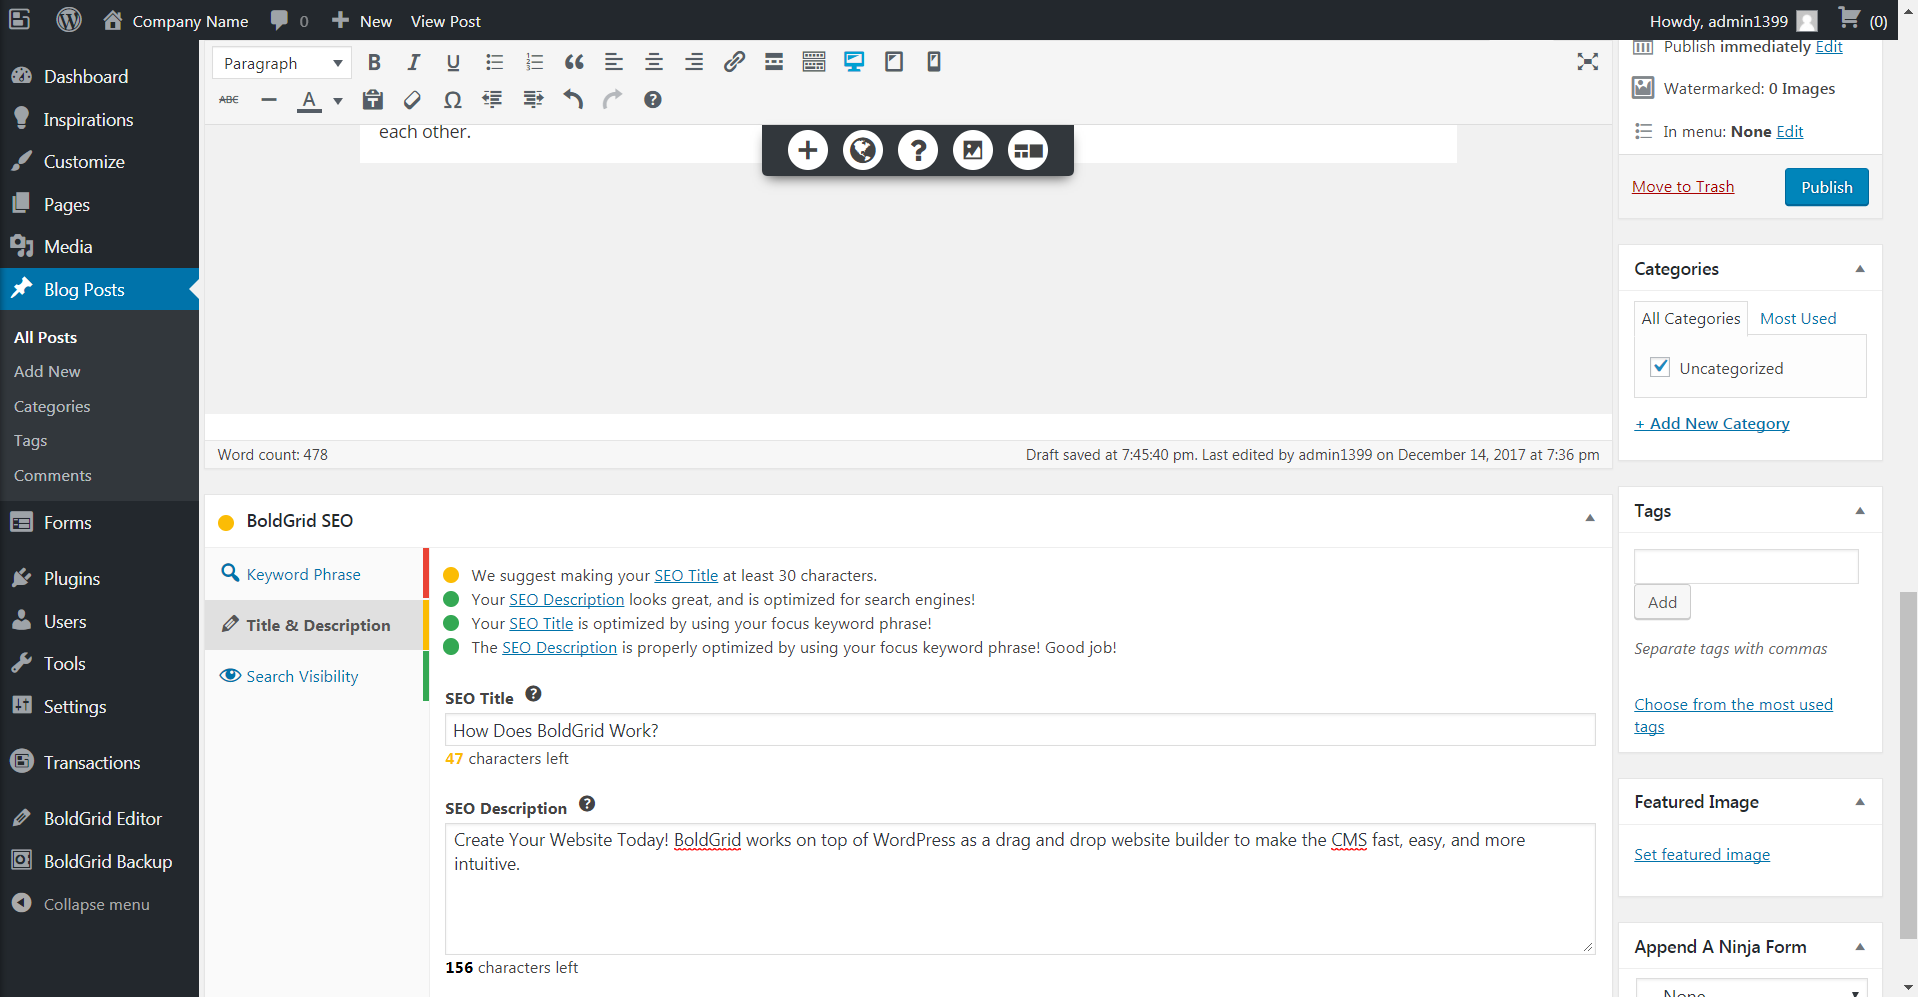 Company Name 0 New View Post Howdy, admin1399 (0)
Dashboard
Inspirations
Customize
Pages
Media
Blog Posts
All Posts
Add New
Categories
Tags
Comments
Forms
Plugins
Users
Tools
Settings
Transactions
BoldGrid Editor
BoldGrid Backup
Collapse menu
Paragraph B I U
ABC A Ω
each other.
Word count: 478 Draft saved at 7:45:40 pm. Last edited by admin1399 on December 14, 2017 at 7:36 pm
BoldGrid SEO
Keyword Phrase
Title & Description
Search Visibility
We suggest making your SEO Title at least 30 characters.
Your SEO Description looks great, and is optimized for search engines!
Your SEO Title is optimized by using your focus keyword phrase!
The SEO Description is properly optimized by using your focus keyword phrase! Good job!
SEO Title
How Does BoldGrid Work?
47 characters left
SEO Description
Create Your Website Today! BoldGrid works on top of WordPress as a drag and drop website builder to make the CMS fast, easy, and more
intuitive.
156 characters left
Publish immediately Edit
Watermarked: 0 Images
In menu: None Edit
Move to Trash Publish
Categories
All Categories Most Used
Uncategorized
+ Add New Category
Tags
Add
Separate tags with commas
Choose from the most used
tags
Featured Image
Set featured image
Append A Ninja Form
None